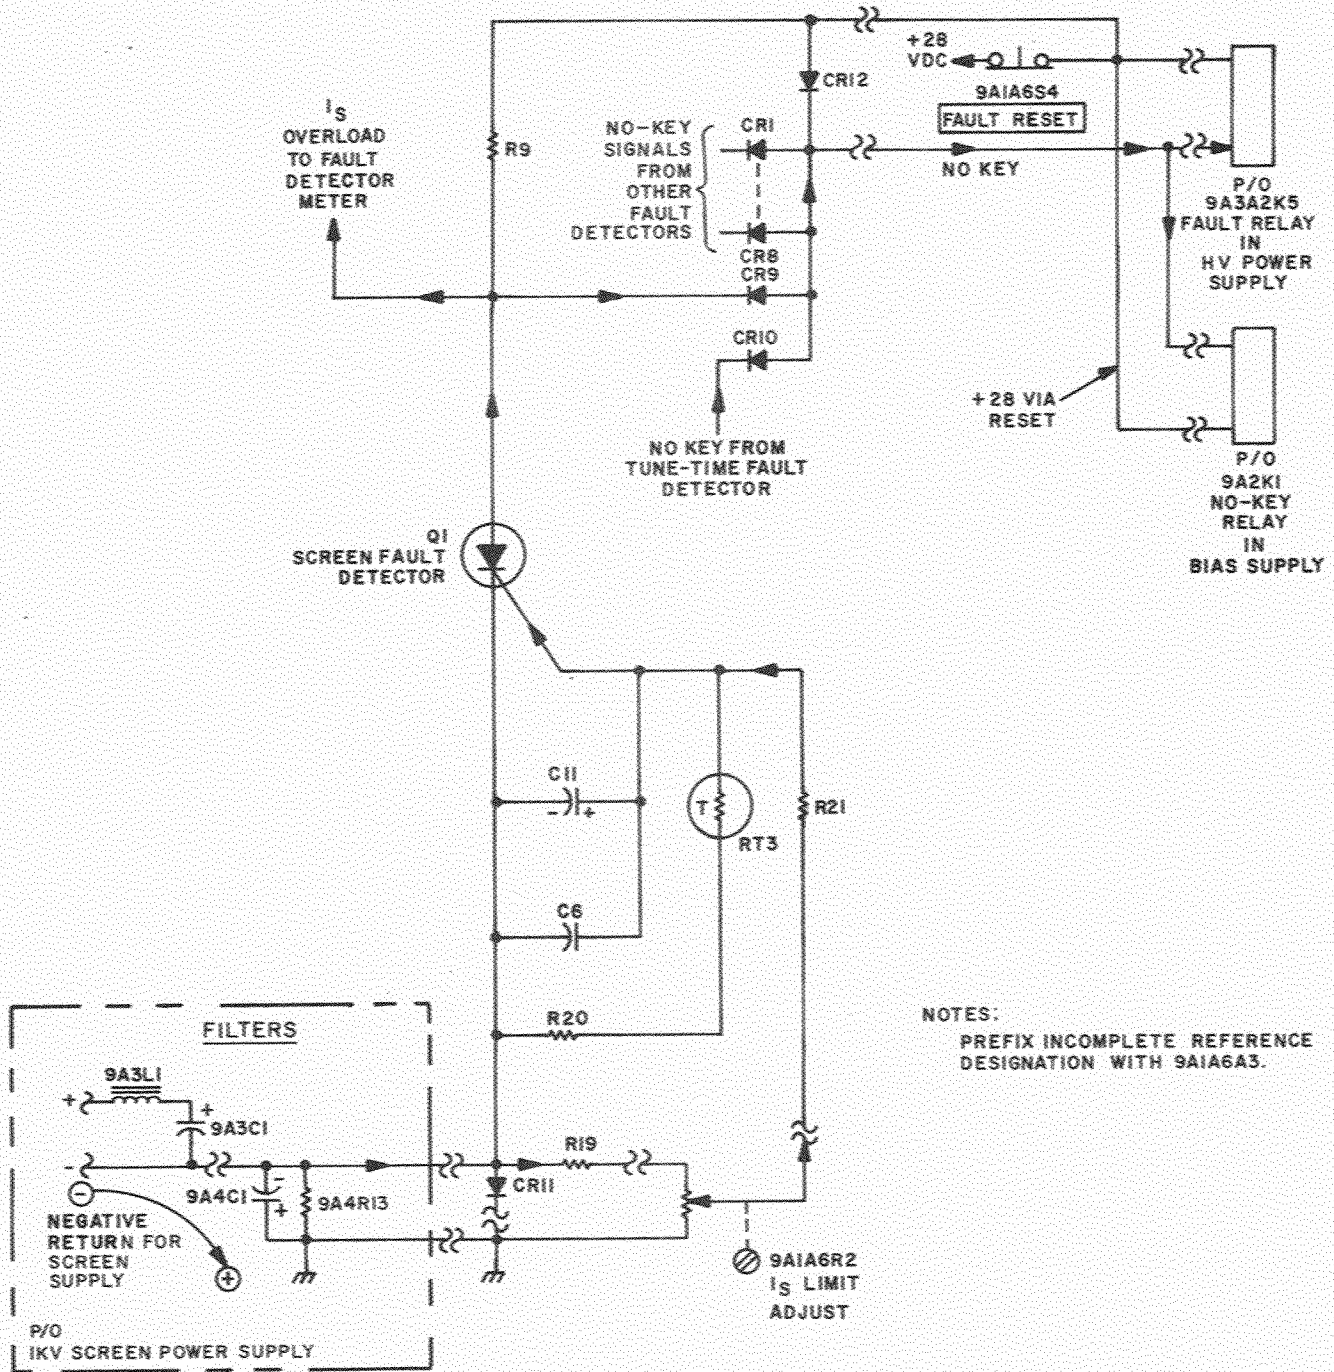 +28
VDC
9A1A6S4
FAULT RESET
CR12
IS
OVERLOAD
TO FAULT
DETECTOR
METER
R9
NO-KEY
SIGNALS
FROM
OTHER
FAULT
DETECTORS
CR1
CR8
CR9
CR10
NO KEY
P/O
9A3A2K5
FAULT RELAY
IN
HV POWER
SUPPLY
+28 VIA
RESET
NO KEY FROM
TUNE-TIME FAULT
DETECTOR
P/O
9A2K1
NO-KEY
RELAY
IN
BIAS SUPPLY
Q1
SCREEN FAULT
DETECTOR
C11
- +
T
RT3
R21
C6
R20
NOTES:
PREFIX INCOMPLETE REFERENCE
DESIGNATION WITH 9A1A6A3.
FILTERS
9A3L1
+
+
9A3C1
R19
-
-
9A4C1
+
9A4R13
CR11
-
NEGATIVE
RETURN FOR
SCREEN
SUPPLY
+
9A1A6R2
IS LIMIT
ADJUST
P/O
1KV SCREEN POWER SUPPLY